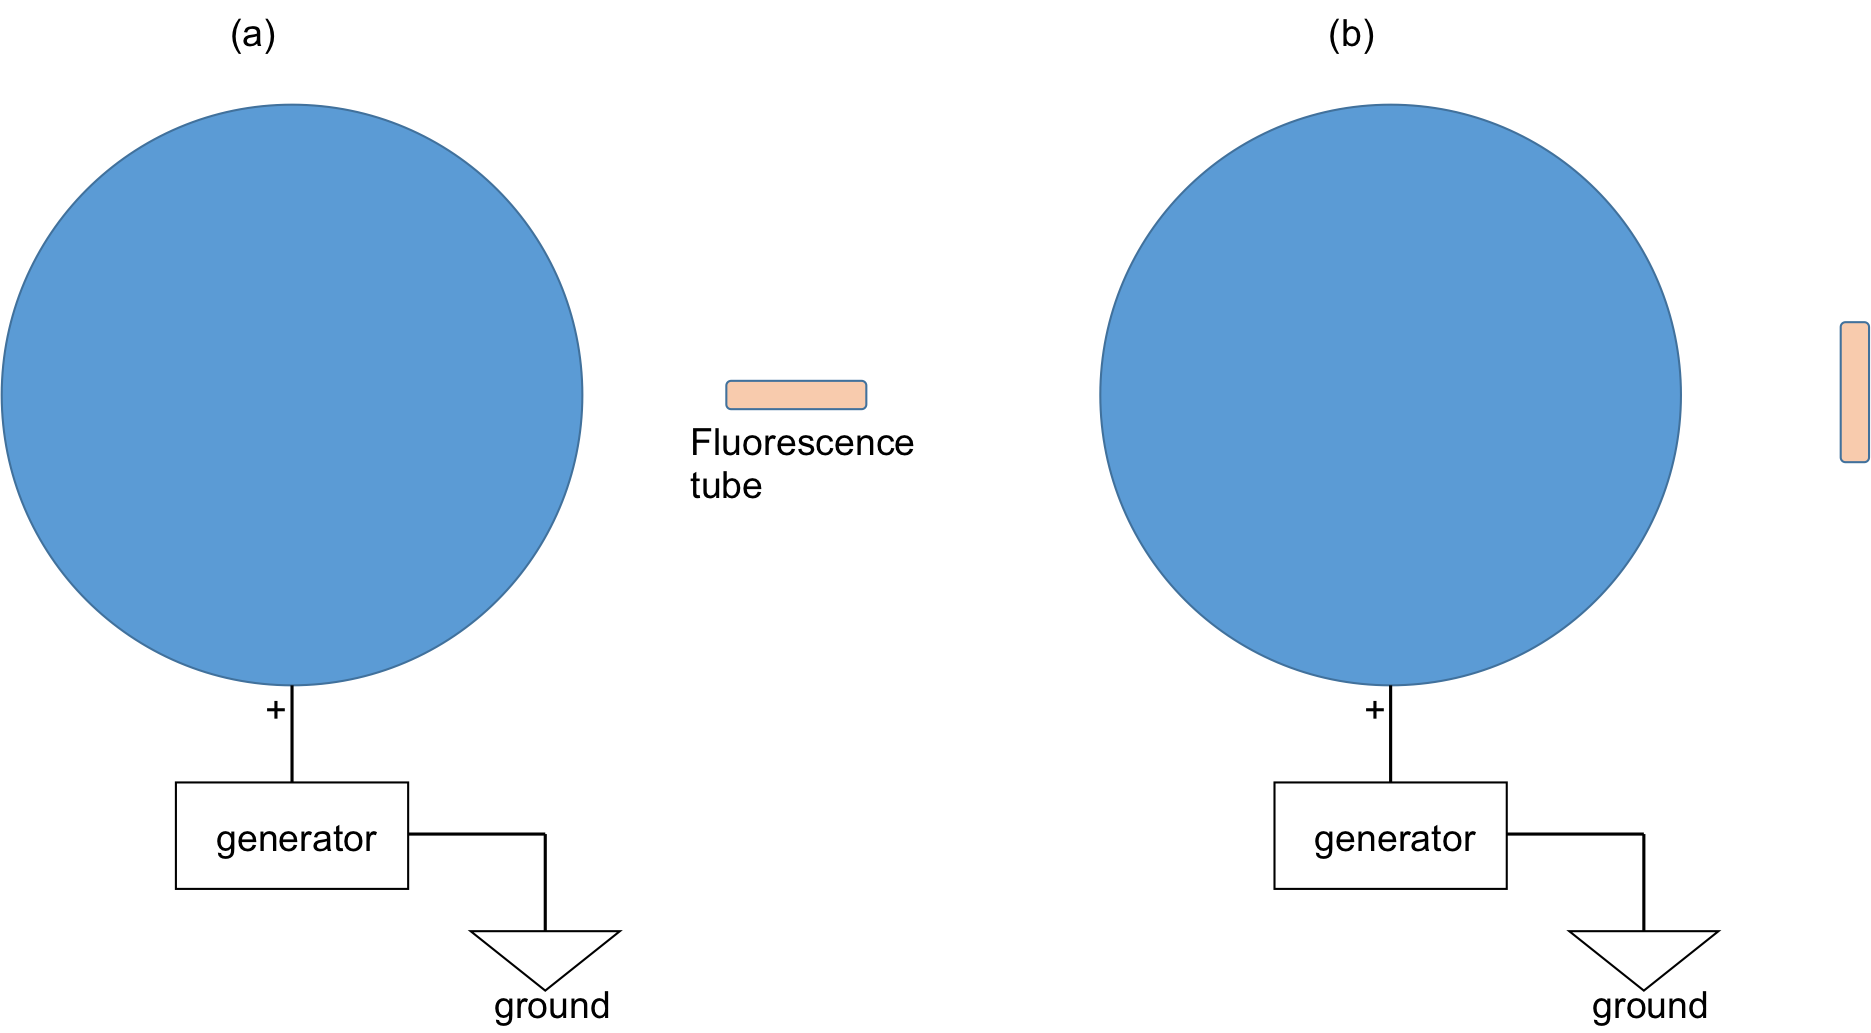 (a)
(b)
Fluorescence
tube
+
+
generator
generator
ground
ground